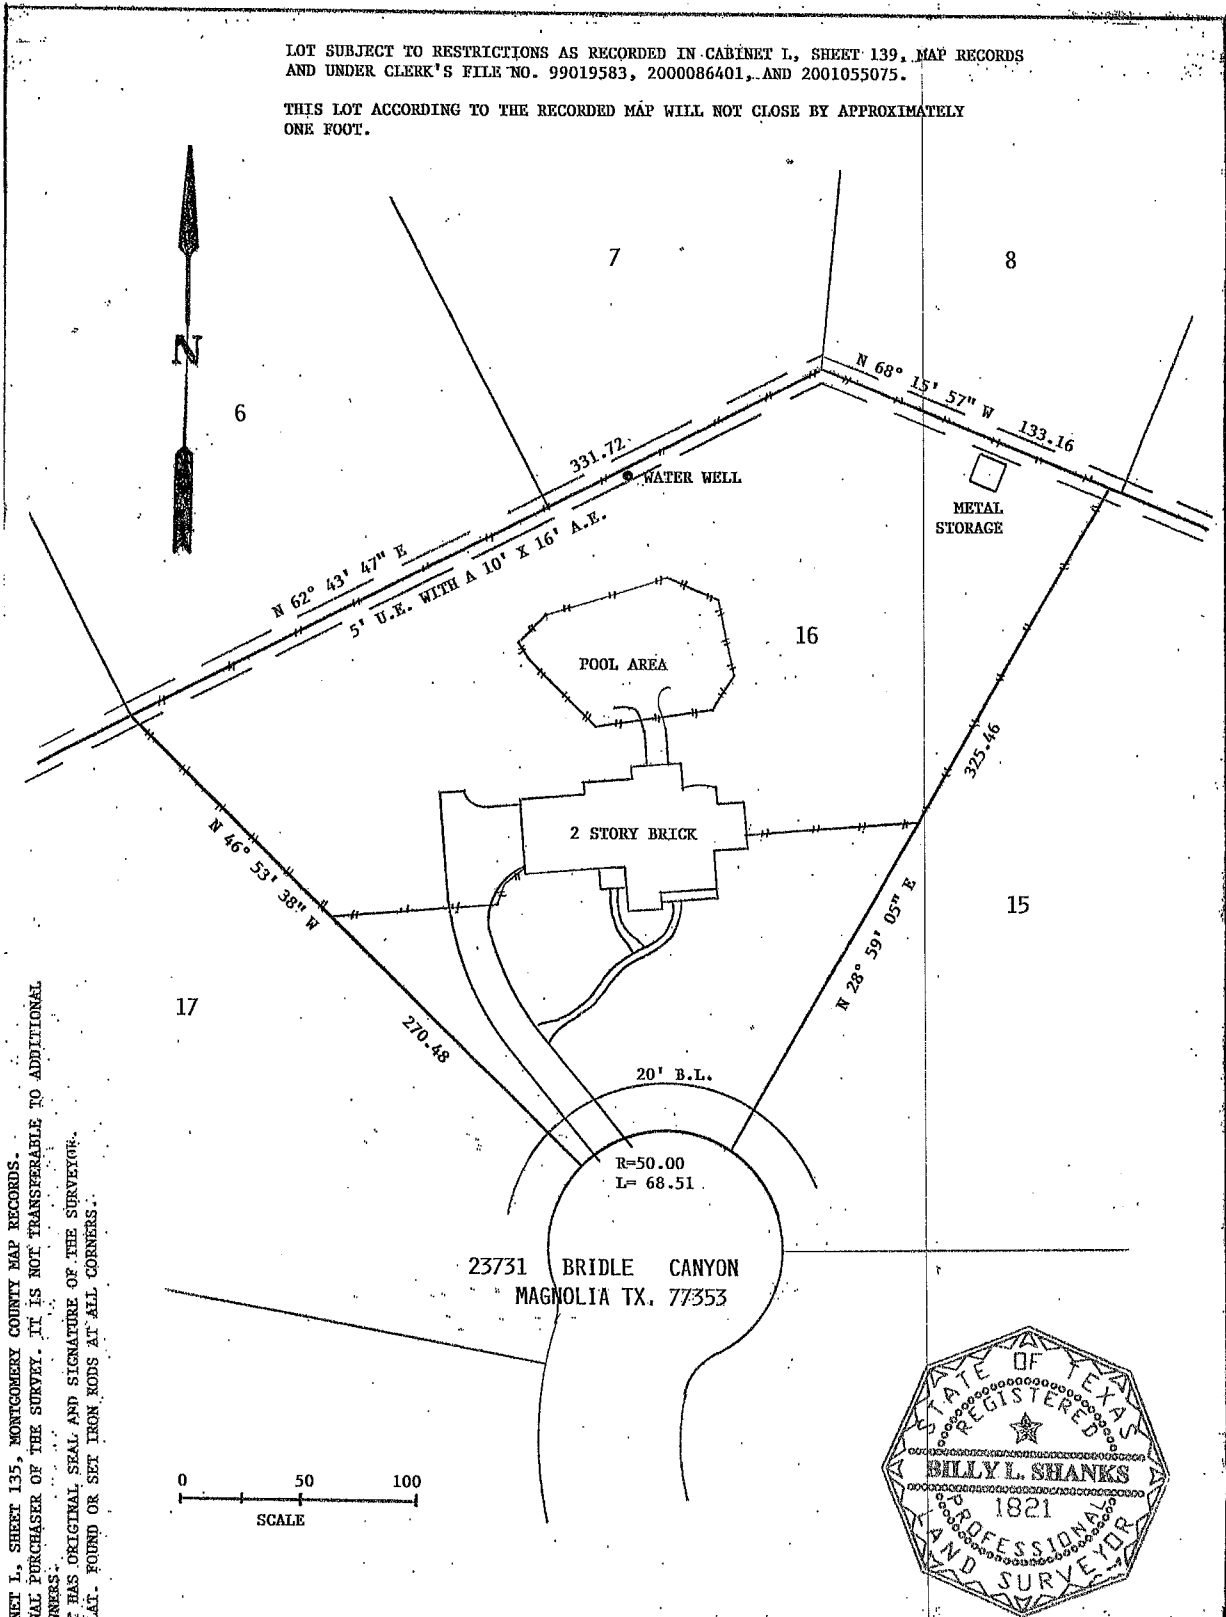 LOT SUBJECT TO RESTRICTIONS AS RECORDED IN CABINET L, SHEET 139, MAP RECORDS
AND UNDER CLERK'S FILE NO. 99019583, 2000086401, AND 2001055075.
THIS LOT ACCORDING TO THE RECORDED MAP WILL NOT CLOSE BY APPROXIMATELY
ONE FOOT.
N
7
8
6
N 68° 15' 57" W 133.16
331.72
WATER WELL
METAL
STORAGE
N 62° 43' 47" E
5' U.E. WITH A 10' X 16' A.E.
16
POOL AREA
325.46
2 STORY BRICK
N 46° 53' 38" W
N 28° 59' 05" E
15
17
270.48
20' B.L.
R=50.00
L= 68.51
23731 BRIDLE CANYON
MAGNOLIA TX. 77353
0 50 100
SCALE
STATE OF TEXAS
REGISTERED
BILLY L. SHANKS
1821
PROFESSIONAL
LAND SURVEYOR
NET L, SHEET 135, MONTGOMERY COUNTY MAP RECORDS.
NAL PURCHASER OF THE SURVEY. IT IS NOT TRANSFERABLE TO ADDITIONAL
NERS.
HAS ORIGINAL SEAL AND SIGNATURE OF THE SURVEYOR.
LAT. FOUND OR SET IRON RODS AT ALL CORNERS.